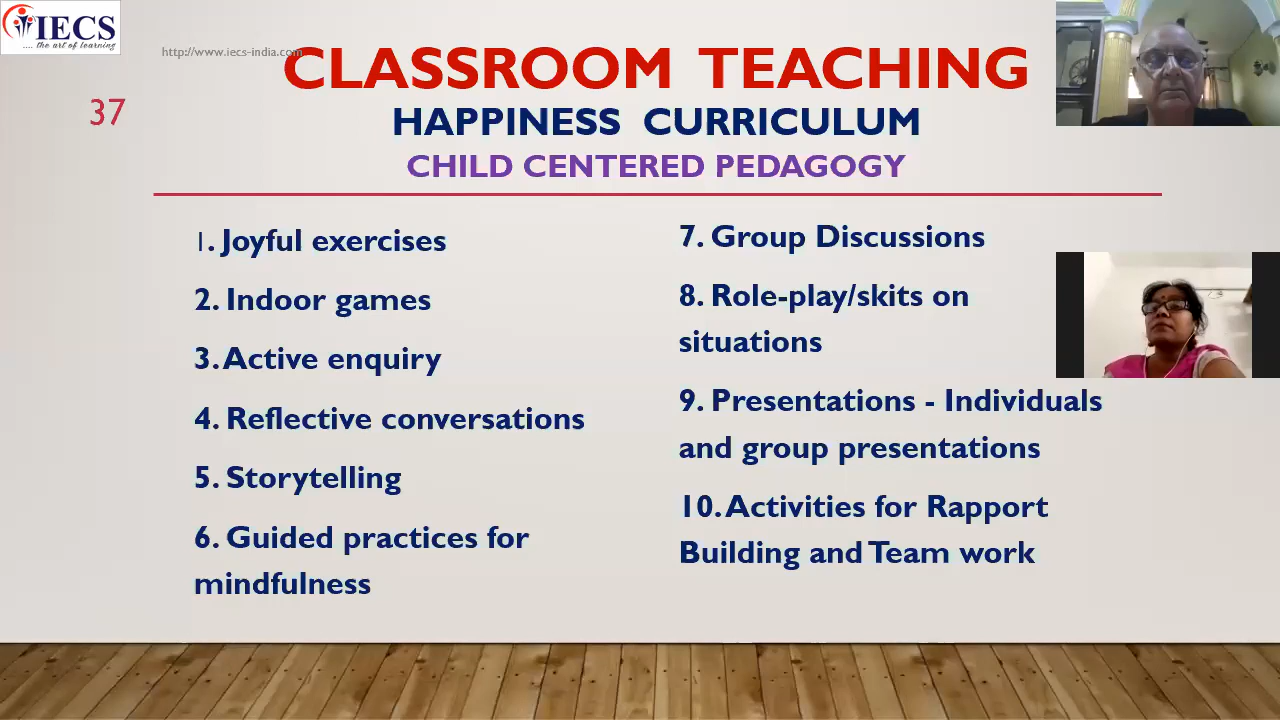 IECS
.... the art of learning
http://www.iecs-india.com
CLASSROOM TEACHING
37
HAPPINESS CURRICULUM
CHILD CENTERED PEDAGOGY
1. Joyful exercises
2. Indoor games
3. Active enquiry
4. Reflective conversations
5. Storytelling
6. Guided practices for
mindfulness
7. Group Discussions
8. Role-play/skits on
situations
9. Presentations - Individuals
and group presentations
10. Activities for Rapport
Building and Team work